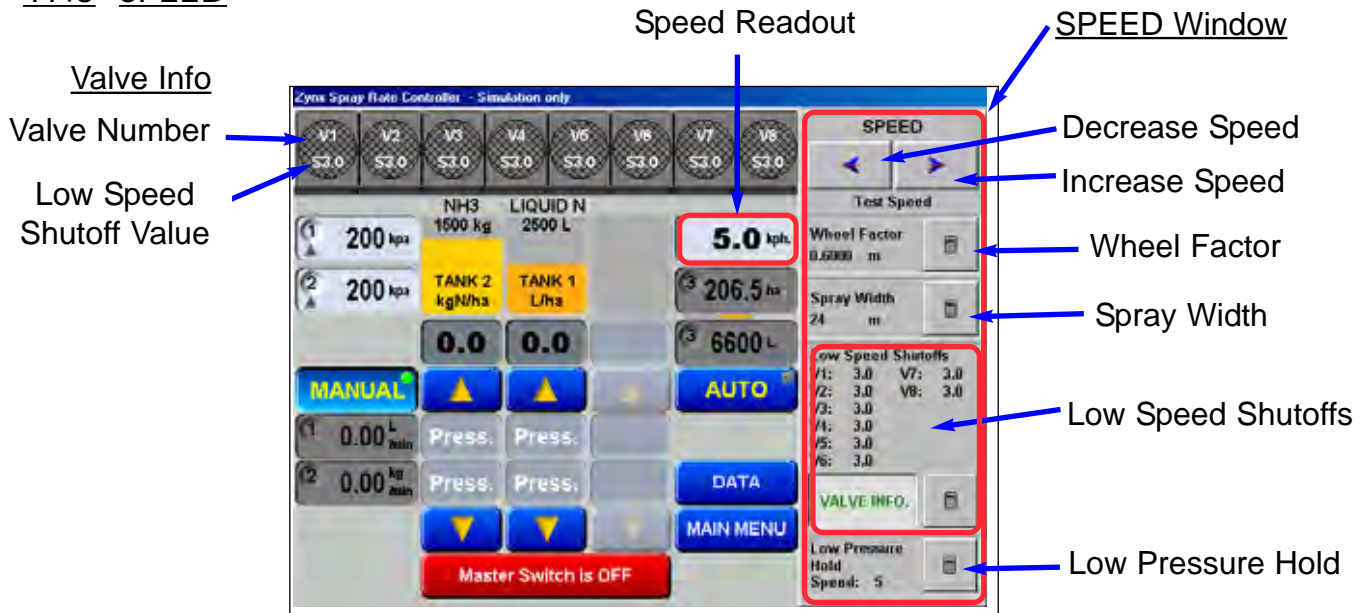 Speed Readout
SPEED Window
Valve Info
Valve Number
Low Speed
Shutoff Value
Zynx Spray Rate Controller - Simulation only
V1 V2 V3 V4 V5 V6 V7 V8
S3.0 S3.0 S3.0 S3.0 S3.0 S3.0 S3.0 S3.0
SPEED
Test Speed
Decrease Speed
Increase Speed
NH3 LIQUID N
1500 kg 2500 L
1 200 kpa
5.0 kph.
Wheel Factor
0.6000 m
Wheel Factor
2 200 kpa
TANK 2 TANK 1
kgN/ha L/ha
3 206.5 ha
Spray Width
24 m
Spray Width
0.0 0.0
3 6600 L
Low Speed Shutoffs
V1: 3.0 V7: 3.0
V2: 3.0 V8: 3.0
V3: 3.0
V4: 3.0
V5: 3.0
V6: 3.0
Low Speed Shutoffs
MANUAL
AUTO
1 0.00 L/min
Press. Press.
2 0.00 kg/min
Press. Press.
DATA
VALVE INFO.
MAIN MENU
Master Switch is OFF
Low Pressure
Hold
Speed: 5
Low Pressure Hold